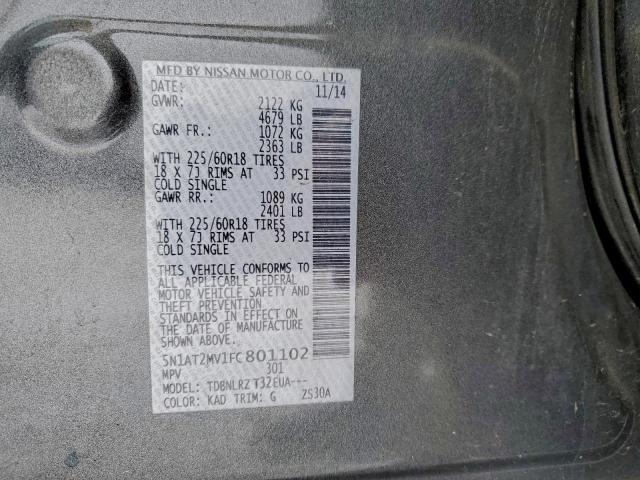 MFD BY NISSAN MOTOR CO., LTD.
DATE: 11/14
GVWR: 2122 KG
4679 LB
GAWR FR.: 1072 KG
2363 LB
WITH 225/60R18 TIRES
18 X 7J RIMS AT 33 PSI
COLD SINGLE
GAWR RR.: 1089 KG
2401 LB
WITH 225/60R18 TIRES
18 X 7J RIMS AT 33 PSI
COLD SINGLE
THIS VEHICLE CONFORMS TO
ALL APPLICABLE FEDERAL
MOTOR VEHICLE SAFETY AND
THEFT PREVENTION
STANDARDS IN EFFECT ON
THE DATE OF MANUFACTURE
SHOWN ABOVE.
5N1AT2MV1FC801102
MPV 301
MODEL: TDBNLRZ T32EUA---
COLOR: KAD TRIM: G 2S30A